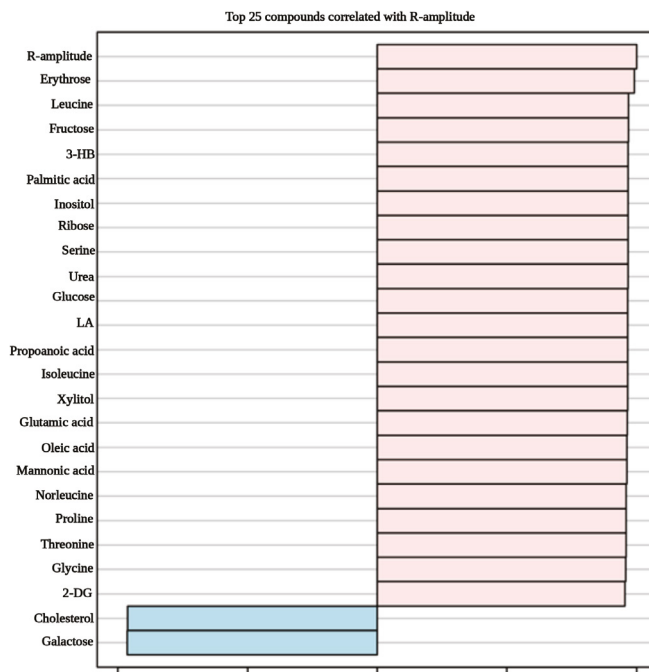 Top 25 compounds correlated with R-amplitude
R-amplitude
Erythrose
Leucine
Fructose
3-HB
Palmitic acid
Inositol
Ribose
Serine
Urea
Glucose
LA
Propoanoic acid
Isoleucine
Xylitol
Glutamic acid
Oleic acid
Mannonic acid
Norleucine
Proline
Threonine
Glycine
2-DG
Cholesterol
Galactose